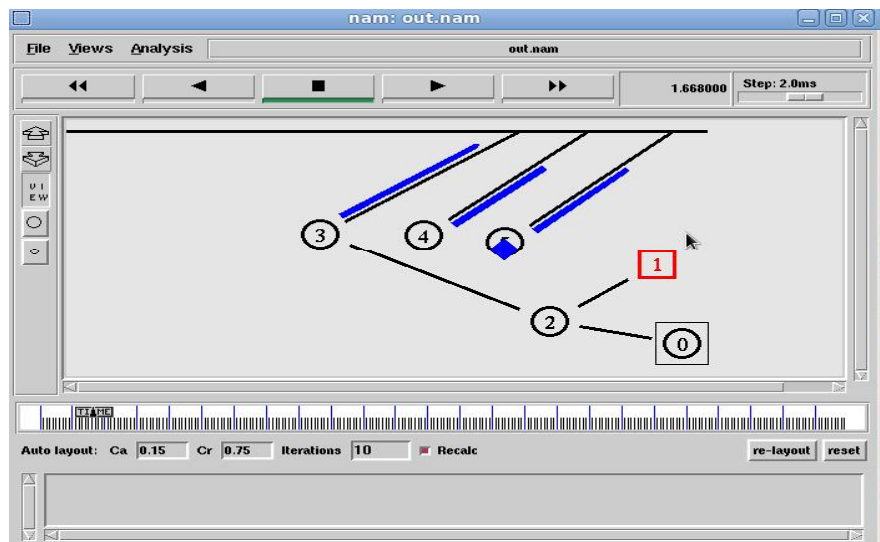 nam: out.nam
File Views Analysis out.nam
1.668000 Step: 2.0ms
V I
E W
3 4
1
2
0
TIME
Auto layout: Ca 0.15 Cr 0.75 Iterations 10 Recalc re-layout reset